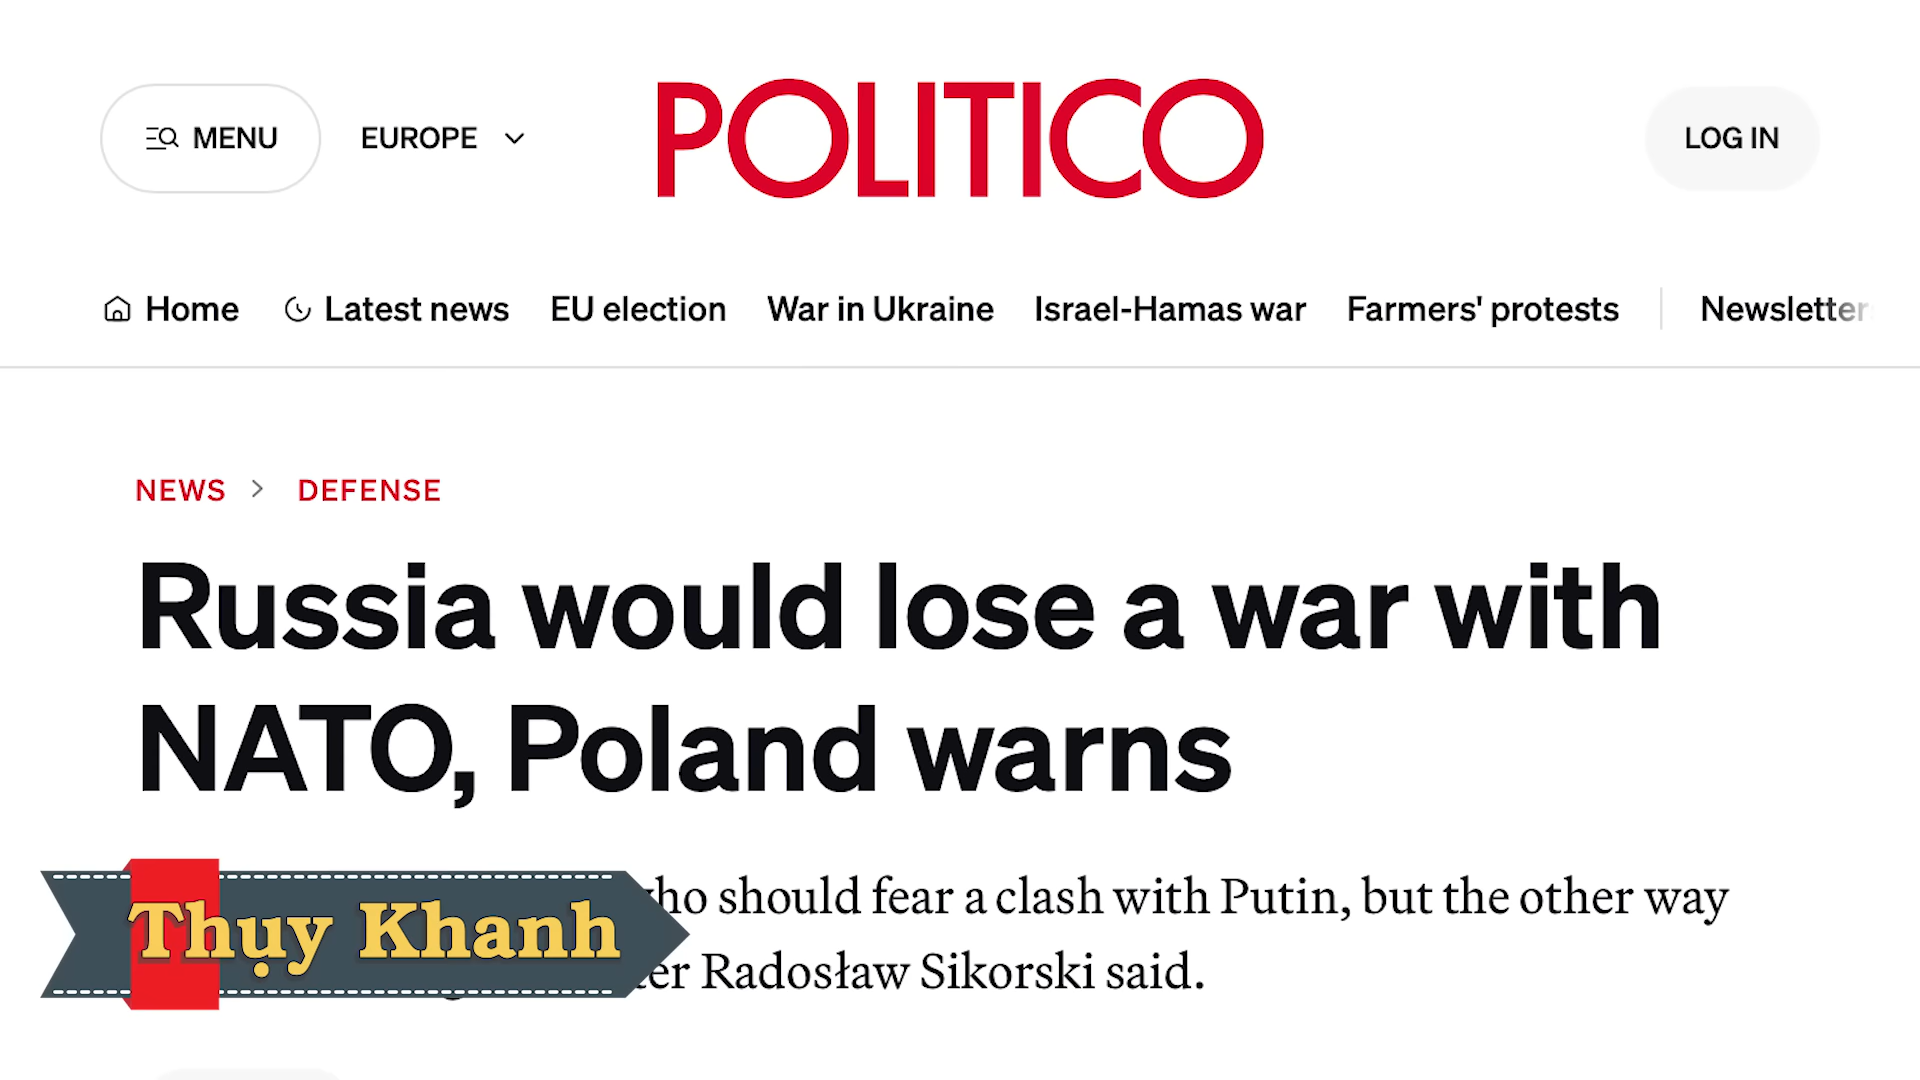 MENU
EUROPE
POLITICO
LOG IN
Home
Latest news
EU election
War in Ukraine
Israel-Hamas war
Farmers' protests
Newsletter
NEWS > DEFENSE
Russia would lose a war with
NATO, Poland warns
should fear a clash with Putin, but the other way
Radosław Sikorski said.
Thụy Khanh